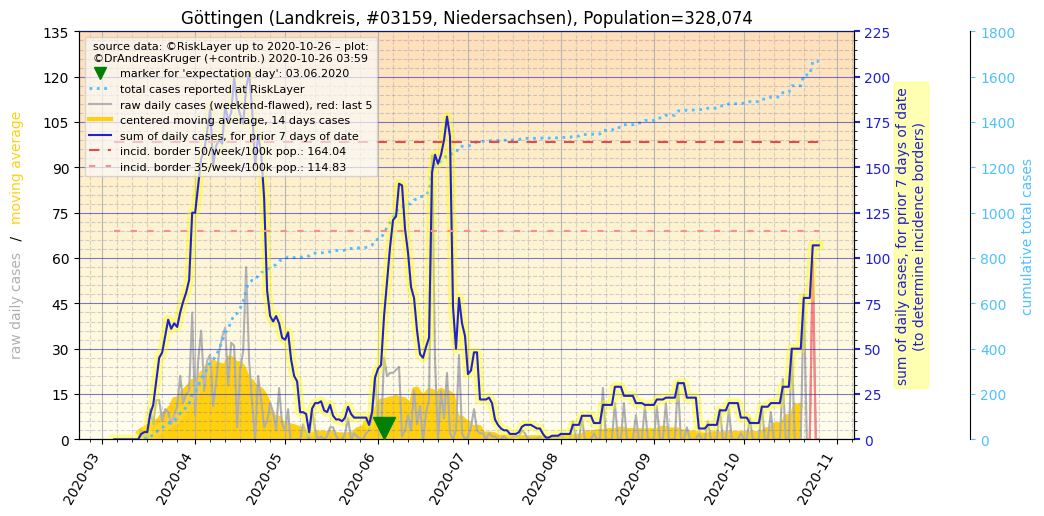 Göttingen (Landkreis, #03159, Niedersachsen), Population=328,074
source data: ©RiskLayer up to 2020-10-26 – plot:
©DrAndreasKruger (+contrib.) 2020-10-26 03:59
marker for 'expectation day': 03.06.2020
total cases reported at RiskLayer
raw daily cases (weekend-flawed), red: last 5
centered moving average, 14 days cases
sum of daily cases, for prior 7 days of date
incid. border 50/week/100k pop.: 164.04
incid. border 35/week/100k pop.: 114.83
raw daily cases / moving average
135
120
105
90
75
60
45
30
15
0
2020-03
2020-04
2020-05
2020-06
2020-07
2020-08
2020-09
2020-10
2020-11
225
200
175
150
125
100
75
50
25
0
sum of daily cases, for prior 7 days of date
(to determine incidence borders)
1800
1600
1400
1200
1000
800
600
400
200
0
cumulative total cases